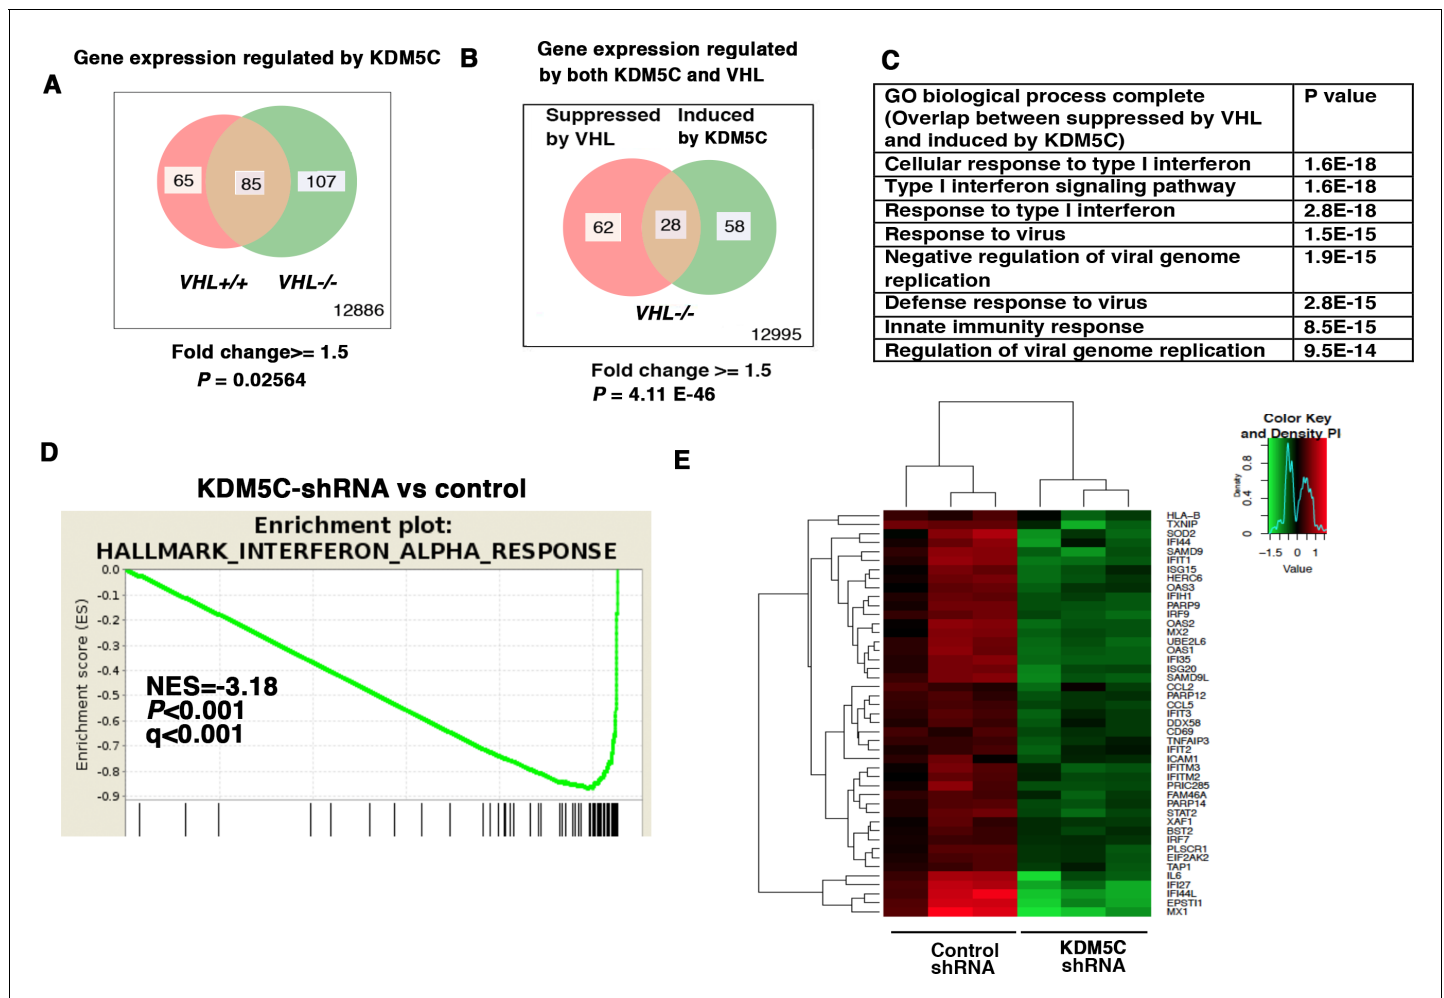 Gene expression regulated by KDM5C
A
65
85
107
VHL+/+
VHL-/-
12886
Fold change>= 1.5
P = 0.02564
B
Gene expression regulated
by both KDM5C and VHL
Suppressed
by VHL
Induced
by KDM5C
62
28
58
VHL-/-
12995
Fold change >= 1.5
P = 4.11 E-46
C
GO biological process complete
(Overlap between suppressed by VHL
and induced by KDM5C)
P value
Cellular response to type I interferon
1.6E-18
Type I interferon signaling pathway
1.6E-18
Response to type I interferon
2.8E-18
Response to virus
1.5E-15
Negative regulation of viral genome
replication
1.9E-15
Defense response to virus
2.8E-15
Innate immunity response
8.5E-15
Regulation of viral genome replication
9.5E-14
D
KDM5C-shRNA vs control
Enrichment plot:
HALLMARK_INTERFERON_ALPHA_RESPONSE
Enrichment score (ES)
0.0
-0.1
-0.2
-0.3
-0.4
-0.5
-0.6
-0.7
-0.8
-0.9
NES=-3.18
P<0.001
q<0.001
E
Color Key
and Density Pl
Density
0 0.4 0.8
-1.5 0 1
Value
HLA-B
TXNIP
SOD2
IFI44
SAMD9
IFIT1
ISG15
HERC6
OAS3
IFIH1
PARP9
IRF9
OAS2
MX2
UBE2L6
OAS1
IFI35
ISG20
SAMD9L
CCL2
PARP12
CCL5
IFIT3
DDX58
CD69
TNFAIP3
IFIT2
ICAM1
IFITM3
IFITM2
PRIC285
FAM46A
PARP14
STAT2
XAF1
BST2
IRF7
PLSCR1
EIF2AK2
TAP1
IL6
IFI27
IFI44L
EPSTI1
MX1
Control
shRNA
KDM5C
shRNA